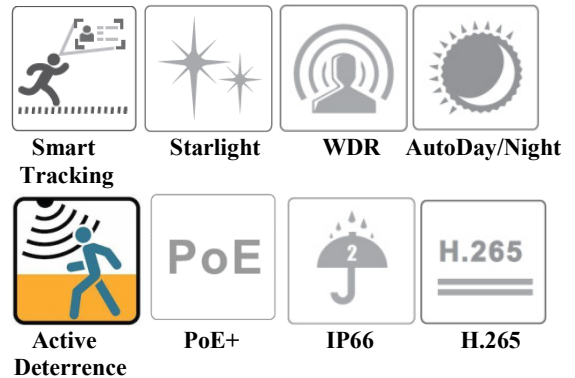 Smart
Tracking
Starlight
WDR
AutoDay/Night
PoE
2
H.265
Active
Deterrence
PoE+
IP66
H.265